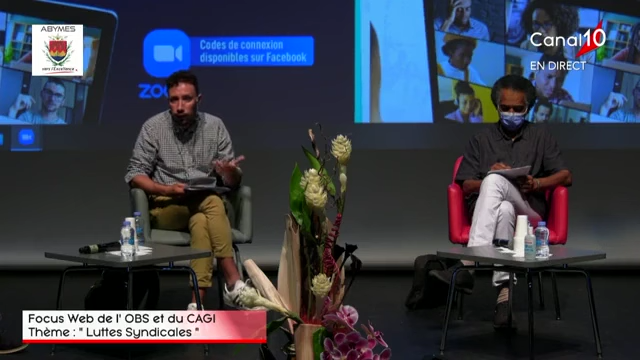 ABYMES
Codes de connexion
disponibles sur Facebook
Canal10
EN DIRECT
Focus Web de l' OBS et du CAGI
Thème : " Luttes Syndicales "